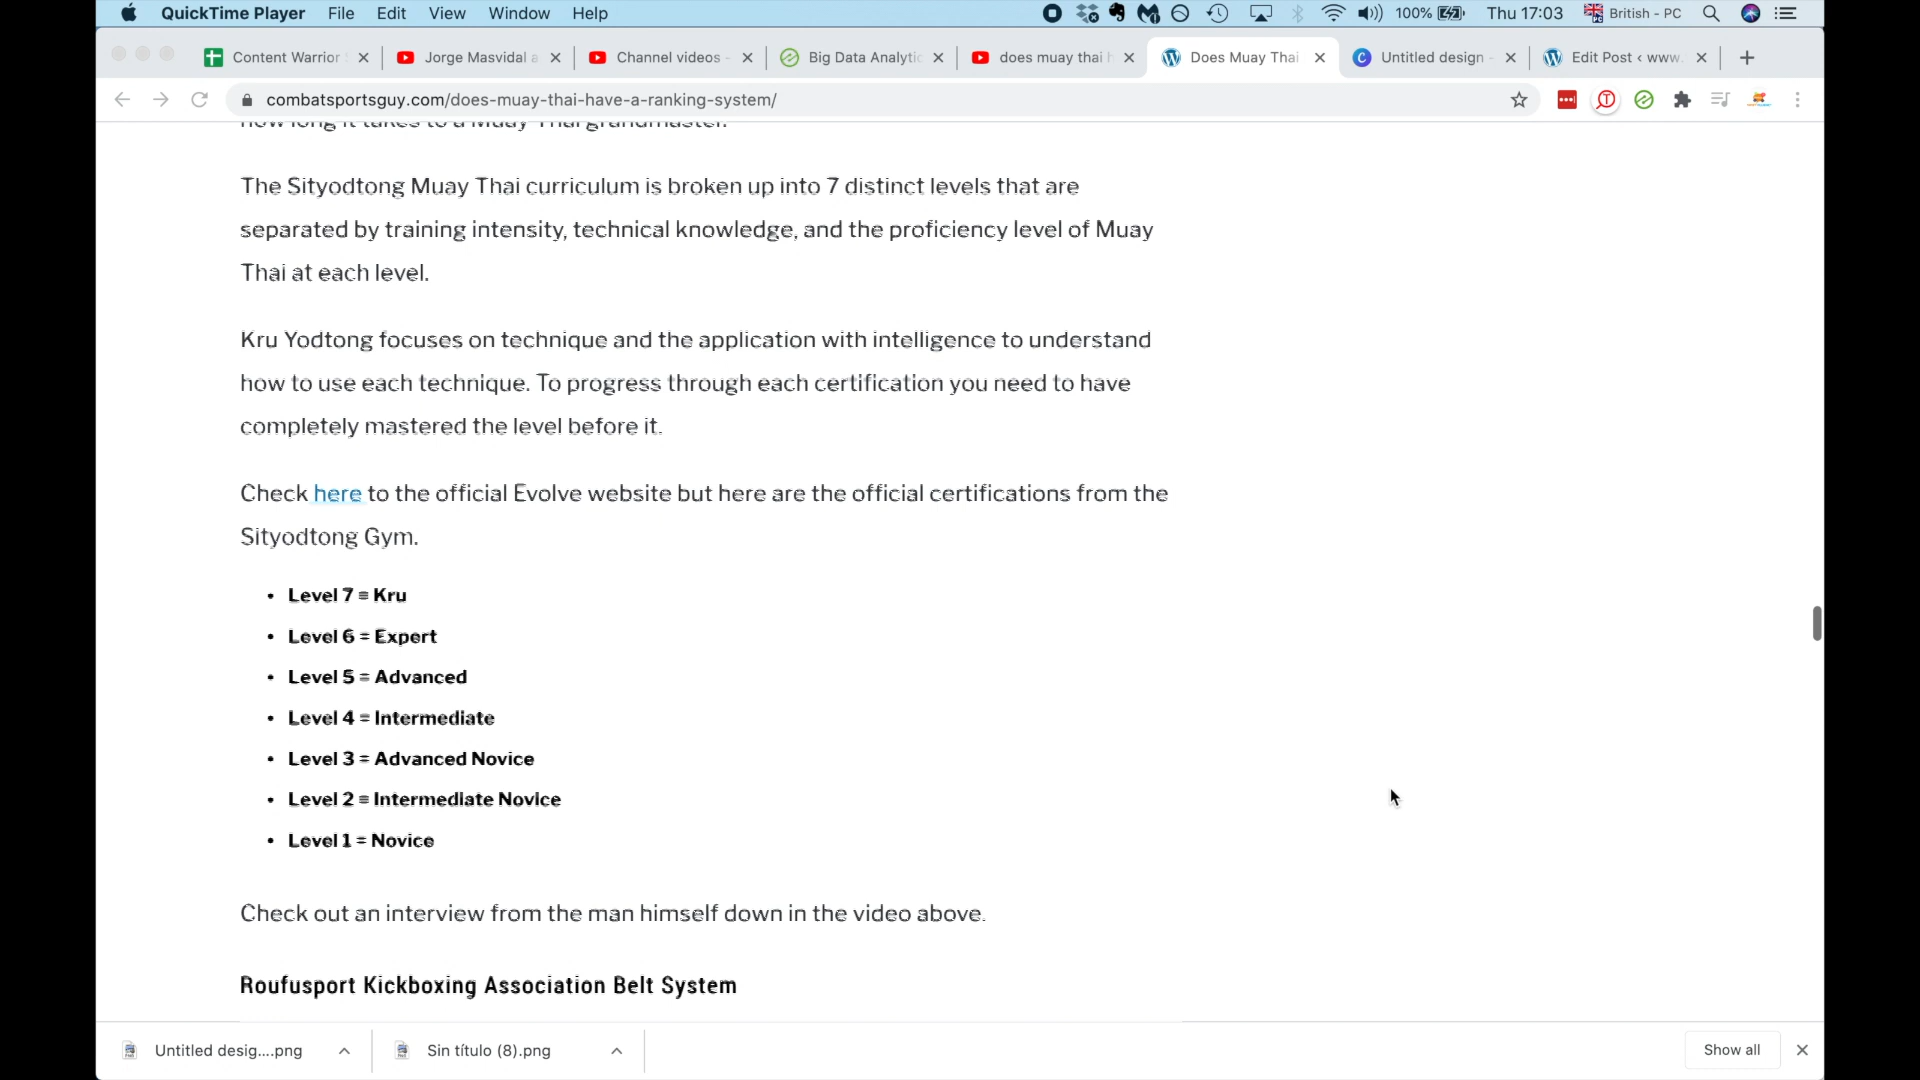 QuickTime Player File Edit View Window Help 100% Thu 17:03 British - PC
Content Warrior Jorge Masvidal a Channel videos - Big Data Analytic does muay thai h Does Muay Thai Untitled design - Edit Post ‹ www.
combatsportsguy.com/does-muay-thai-have-a-ranking-system/
how long it takes to a Muay Thai grandmaster.
The Sityodtong Muay Thai curriculum is broken up into 7 distinct levels that are
separated by training intensity, technical knowledge, and the proficiency level of Muay
Thai at each level.
Kru Yodtong focuses on technique and the application with intelligence to understand
how to use each technique. To progress through each certification you need to have
completely mastered the level before it.
Check here to the official Evolve website but here are the official certifications from the
Sityodtong Gym.
• Level 7 = Kru
• Level 6 = Expert
• Level 5 = Advanced
• Level 4 = Intermediate
• Level 3 = Advanced Novice
• Level 2 = Intermediate Novice
• Level 1 = Novice
Check out an interview from the man himself down in the video above.
Roufusport Kickboxing Association Belt System
Untitled desig....png Sin título (8).png Show all